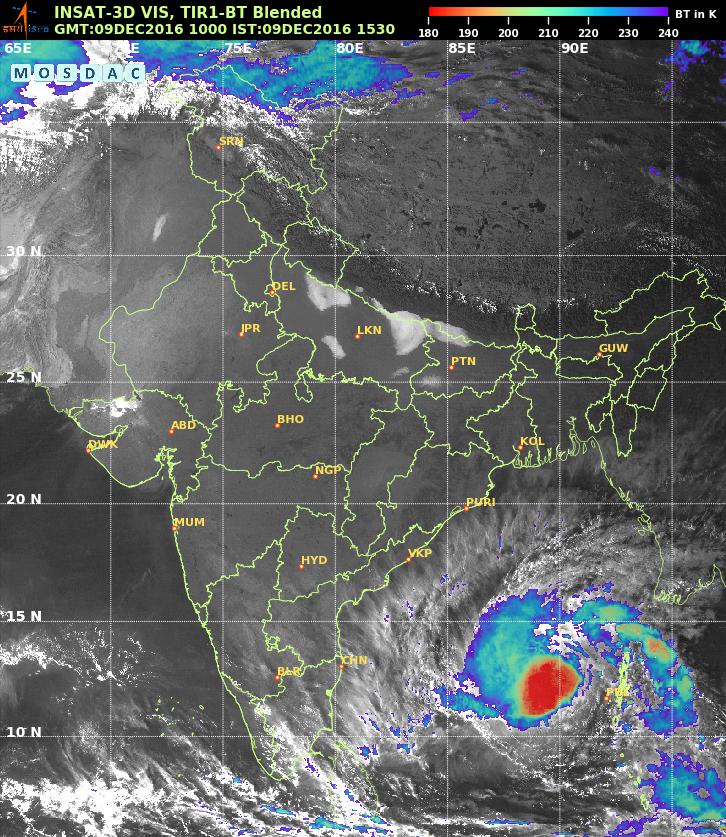 INSAT-3D VIS, TIR1-BT Blended
GMT:09DEC2016 1000 IST:09DEC2016 1530
BT in K
180 190 200 210 220 230 240
65E 75E 80E 85E 90E
MOSDAC
SRN
30 N
DEL
JPR LKN
GUW
PTN
25 N
ABD BHO
DWK KOL
NGP
20 N PURI
MUM
VKP
HYD
15 N
CHN
BLR
PBL
10 N